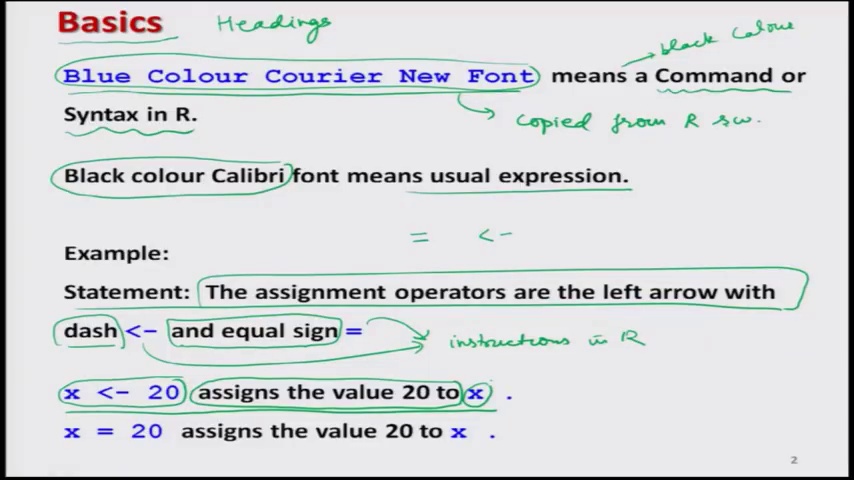 Basics Headings
black Colour
Blue Colour Courier New Font means a Command or
Syntax in R. copied from R sw.
Black colour Calibri font means usual expression.
= <-
Example:
Statement: The assignment operators are the left arrow with
dash <- and equal sign =
instructions in R
x <- 20 assigns the value 20 to x .
x = 20 assigns the value 20 to x .
2